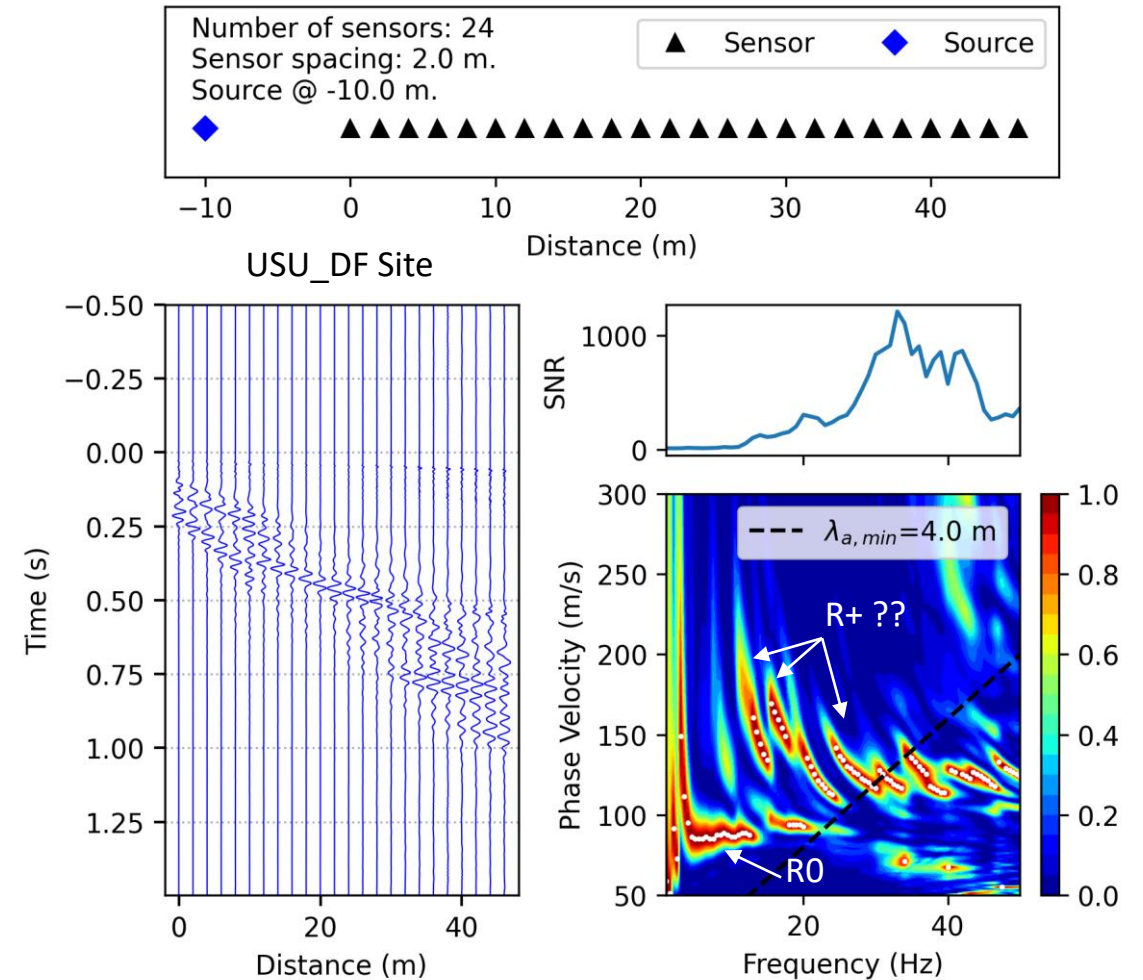 Number of sensors: 24
Sensor spacing: 2.0 m.
Source @ -10.0 m.
Sensor
Source
−10
0
10
20
30
40
Distance (m)
USU_DF Site
−0.50
−0.25
0.00
0.25
0.50
0.75
1.00
1.25
Time (s)
0
20
40
Distance (m)
1000
0
SNR
300
250
200
150
100
50
Phase Velocity (m/s)
λa, min=4.0 m
R+ ??
R0
20
40
Frequency (Hz)
1.0
0.8
0.6
0.4
0.2
0.0